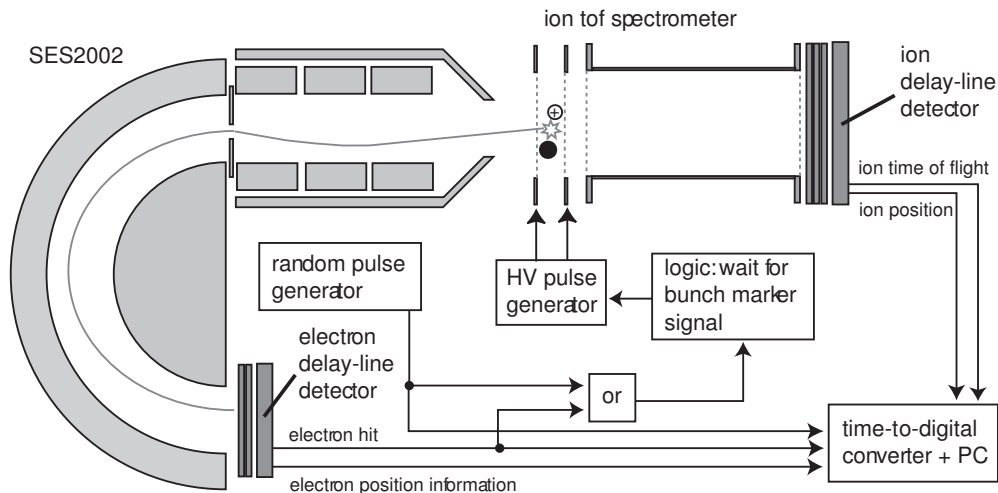 ion tof spectrometer
SES2002
ion
delay-line
detector
+
ion time of flight
ion position
random pulse
generator
HV pulse
generator
logic: wait for
bunch marker
signal
electron
delay-line
detector
or
electron hit
time-to-digital
converter + PC
electron position information